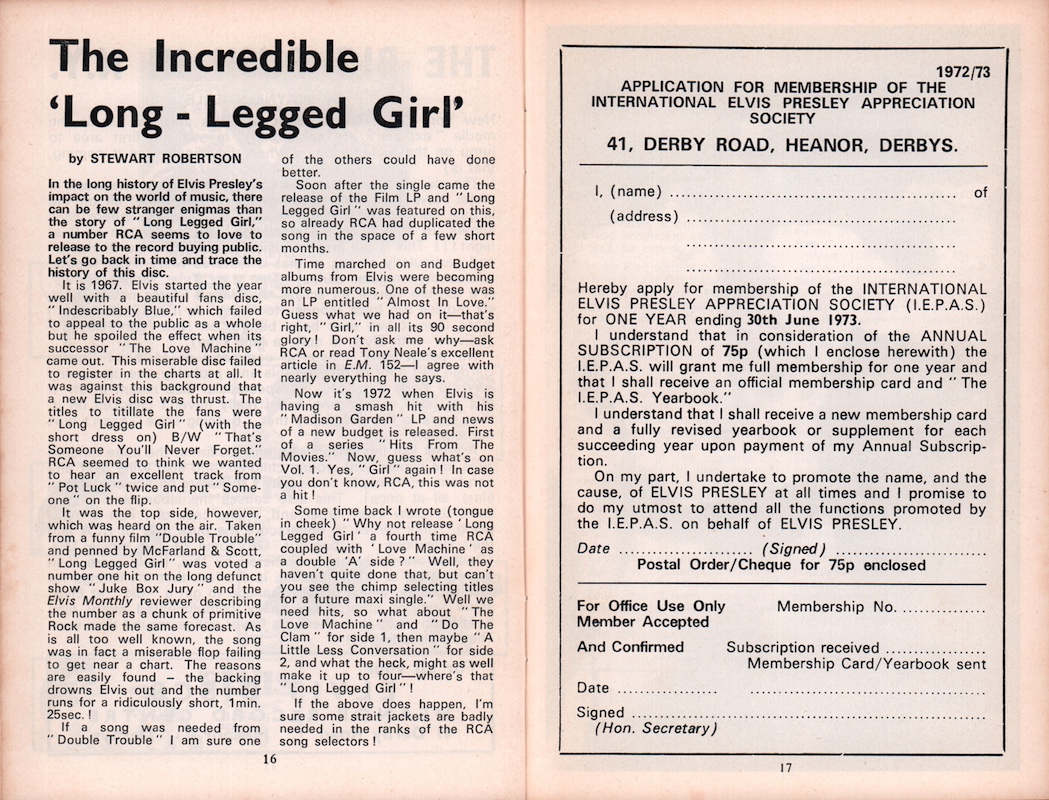 The Incredible
‘Long - Legged Girl’
by STEWART ROBERTSON
In the long history of Elvis Presley's
impact on the world of music, there
can be few stranger enigmas than
the story of " Long Legged Girl,"
a number RCA seems to love to
release to the record buying public.
Let's go back in time and trace the
history of this disc.
It is 1967. Elvis started the year
well with a beautiful fans disc,
" Indescribably Blue," which failed
to appeal to the public as a whole
but he spoiled the effect when its
successor " The Love Machine "
came out. This miserable disc failed
to register in the charts at all. It
was against this background that
a new Elvis disc was thrust. The
titles to titillate the fans were
" Long Legged Girl " (with the
short dress on) B/W " That's
Someone You'll Never Forget."
RCA seemed to think we wanted
to hear an excellent track from
" Pot Luck " twice and put " Some-
one " on the flip.
It was the top side, however,
which was heard on the air. Taken
from a funny film "Double Trouble"
and penned by McFarland & Scott,
" Long Legged Girl " was voted a
number one hit on the long defunct
show " Juke Box Jury " and the
Elvis Monthly reviewer describing
the number as a chunk of primitive
Rock made the same forecast. As
is all too well known, the song
was in fact a miserable flop failing
to get near a chart. The reasons
are easily found – the backing
drowns Elvis out and the number
runs for a ridiculously short, 1min.
25sec. !
If a song was needed from
" Double Trouble " I am sure one
of the others could have done
better.
Soon after the single came the
release of the Film LP and " Long
Legged Girl " was featured on this,
so already RCA had duplicated the
song in the space of a few short
months.
Time marched on and Budget
albums from Elvis were becoming
more numerous. One of these was
an LP entitled " Almost In Love."
Guess what we had on it—that's
right, " Girl," in all its 90 second
glory ! Don't ask me why—ask
RCA or read Tony Neale's excellent
article in E.M. 152—I agree with
nearly everything he says.
Now it's 1972 when Elvis is
having a smash hit with his
" Madison Garden " LP and news
of a new budget is released. First
of a series " Hits From The
Movies." Now, guess what's on
Vol. 1. Yes, " Girl " again ! In case
you don't know, RCA, this was not
a hit !
Some time back I wrote (tongue
in cheek) " Why not release ' Long
Legged Girl ' a fourth time RCA
coupled with ' Love Machine ' as
a double ' A' side ? " Well, they
haven't quite done that, but can't
you see the chimp selecting titles
for a future maxi single." Well we
need hits, so what about " The
Love Machine " and " Do The
Clam " for side 1, then maybe " A
Little Less Conversation " for side
2, and what the heck, might as well
make it up to four—where's that
" Long Legged Girl " !
If the above does happen, I'm
sure some strait jackets are badly
needed in the ranks of the RCA
song selectors !
16
1972/73
APPLICATION FOR MEMBERSHIP OF THE
INTERNATIONAL ELVIS PRESLEY APPRECIATION
SOCIETY
41, DERBY ROAD, HEANOR, DERBYS.
I, (name) ........................................ of
(address) ........................................
........................................
........................................
Hereby apply for membership of the INTERNATIONAL
ELVIS PRESLEY APPRECIATION SOCIETY (I.E.P.A.S.)
for ONE YEAR ending 30th June 1973.
I understand that in consideration of the ANNUAL
SUBSCRIPTION of 75p (which I enclose herewith) the
I.E.P.A.S. will grant me full membership for one year and
that I shall receive an official membership card and " The
I.E.P.A.S. Yearbook."
I understand that I shall receive a new membership card
and a fully revised yearbook or supplement for each
succeeding year upon payment of my Annual Subscrip-
tion.
On my part, I undertake to promote the name, and the
cause, of ELVIS PRESLEY at all times and I promise to
do my utmost to attend all the functions promoted by
the I.E.P.A.S. on behalf of ELVIS PRESLEY.
Date ...................... (Signed) ........................
Postal Order/Cheque for 75p enclosed
For Office Use Only Membership No. ..............
Member Accepted
And Confirmed Subscription received ................
Membership Card/Yearbook sent
Date ................ ......................................
Signed ..........................................................
(Hon. Secretary)
17